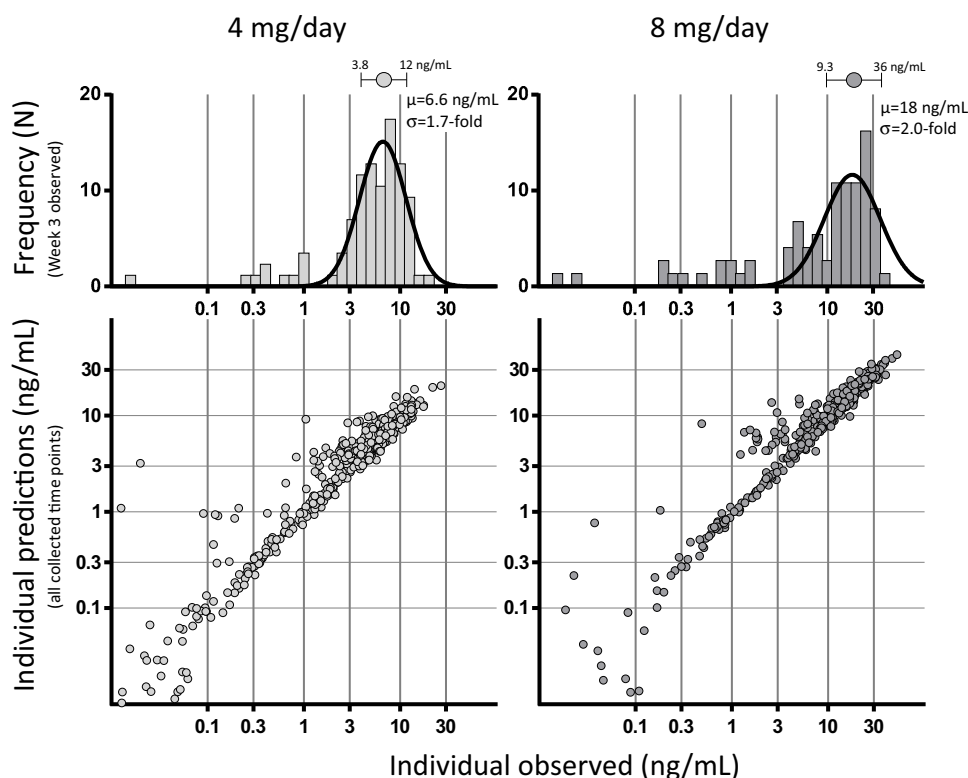 4 mg/day
8 mg/day
3.8 12 ng/mL
9.3 36 ng/mL
μ=6.6 ng/mL
σ=1.7-fold
μ=18 ng/mL
σ=2.0-fold
Frequency (N)
(Week 3 observed)
20
10
0
0.1 0.3 1 3 10 30
20
10
0
0.1 0.3 1 3 10 30
Individual predictions (ng/mL)
(all collected time points)
30
10
3
1
0.3
0.1
0.1 0.3 1 3 10 30
30
10
3
1
0.3
0.1
0.1 0.3 1 3 10 30
Individual observed (ng/mL)